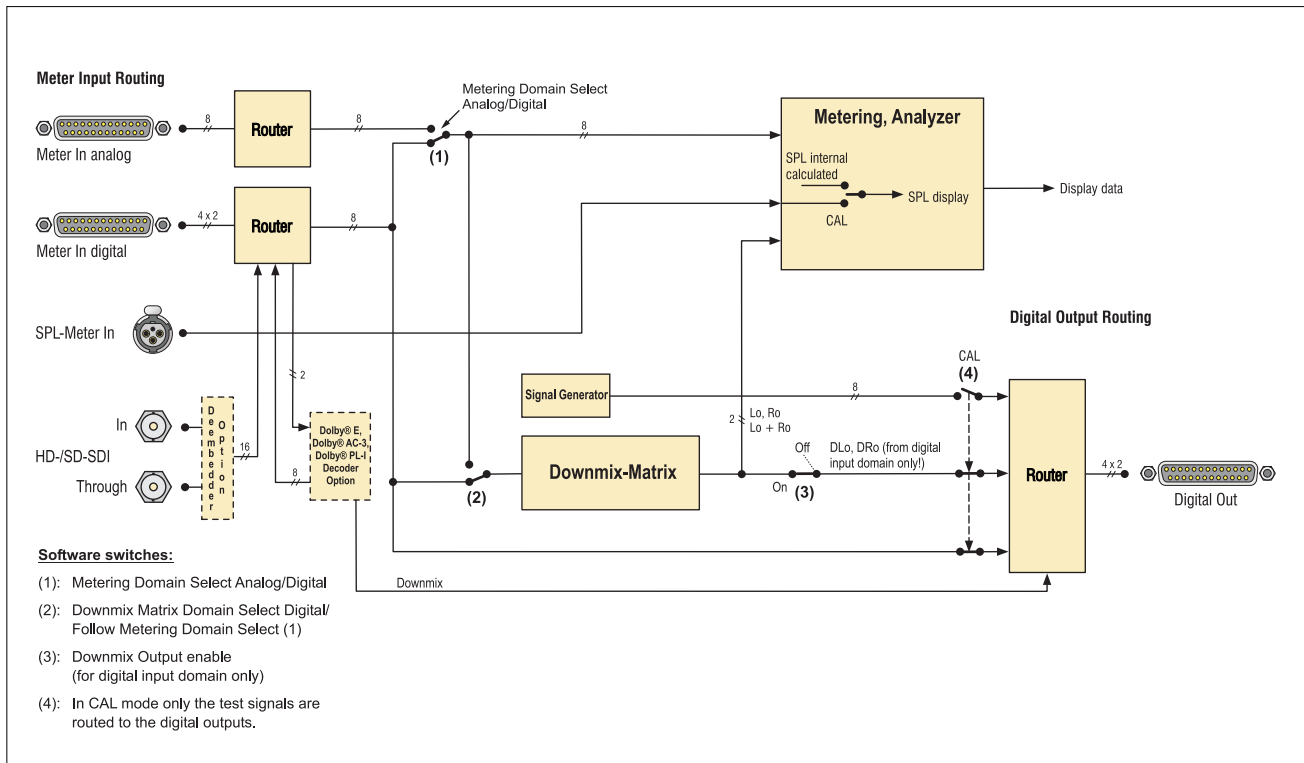 Meter Input Routing
Meter In analog
8
Router
8
Metering Domain Select
Analog/Digital
(1)
8
Metering, Analyzer
SPL internal
calculated
SPL display
CAL
Display data
Meter In digital
4 x 2
Router
8
SPL-Meter In
2
In
HD-/SD-SDI
Through
Deembedder
Option
16
8
Dolby® E,
Dolby® AC-3,
Dolby® PL-I
Decoder
Option
Signal Generator
8
2
Lo, Ro
Lo + Ro
(2)
Downmix-Matrix
Off
On
(3)
DLo, DRo (from digital
input domain only!)
Digital Output Routing
CAL
(4)
Router
4 x 2
Digital Out
Downmix
Software switches:
(1): Metering Domain Select Analog/Digital
(2): Downmix Matrix Domain Select Digital/
Follow Metering Domain Select (1)
(3): Downmix Output enable
(for digital input domain only)
(4): In CAL mode only the test signals are
routed to the digital outputs.